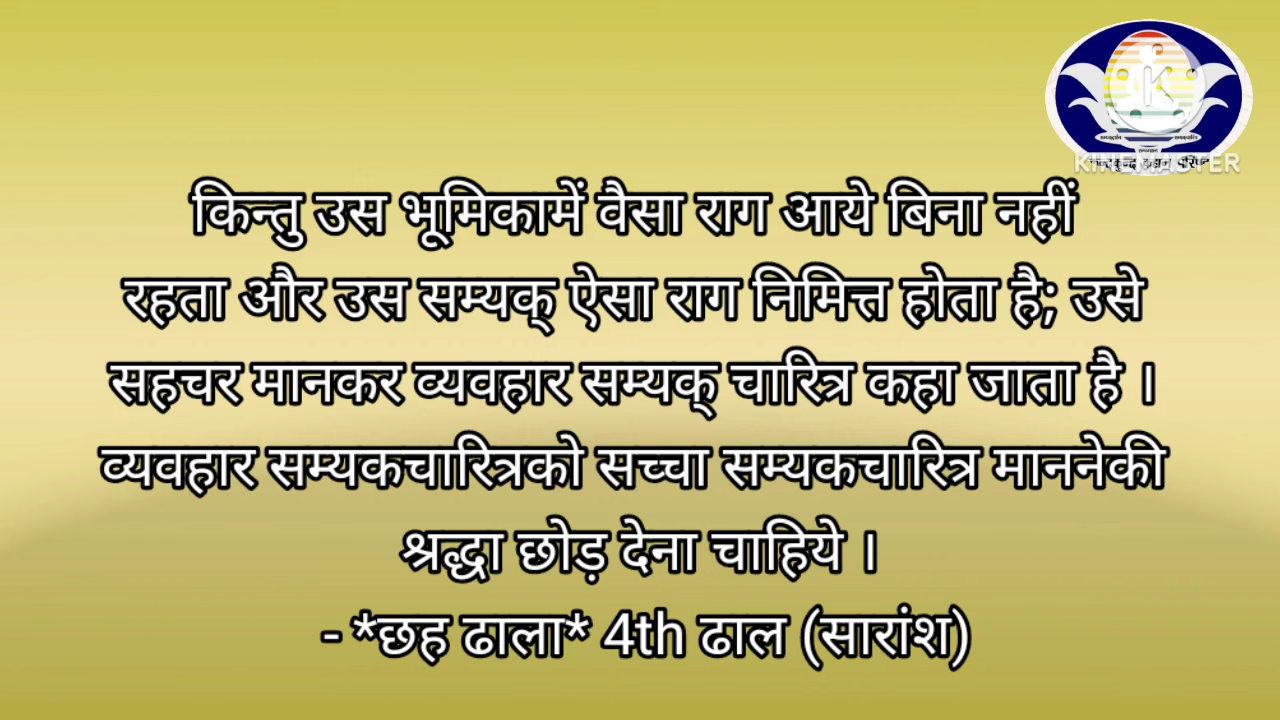 KINEMASTER
किन्तु उस भूमिकामें वैसा राग आये बिना नहीं
रहता और उस सम्यक् ऐसा राग निमित्त होता है; उसे
सहचर मानकर व्यवहार सम्यक् चारित्र कहा जाता है ।
व्यवहार सम्यकचारित्रको सच्चा सम्यकचारित्र माननेकी
श्रद्धा छोड़ देना चाहिये ।
- *छह ढाला* 4th ढाल (सारांश)